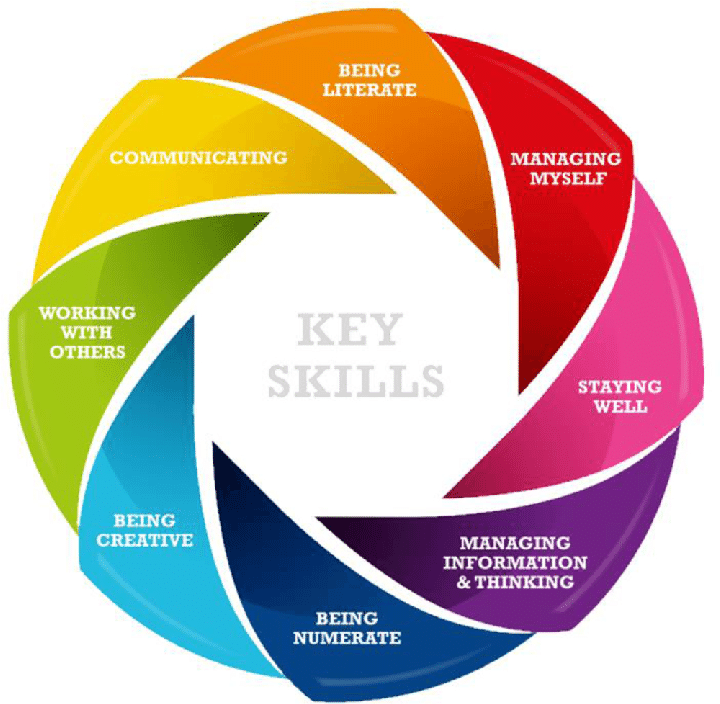 BEING
LITERATE
MANAGING
MYSELF
STAYING
WELL
MANAGING
INFORMATION
& THINKING
BEING
NUMERATE
BEING
CREATIVE
WORKING
WITH
OTHERS
COMMUNICATING
KEY
SKILLS